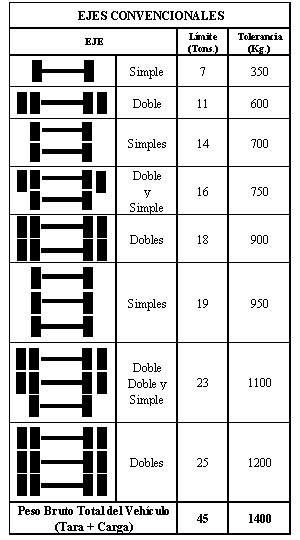 EJES CONVENCIONALES
EJE
Límite
(Tons.)
Tolerancia
(Kg.)
Simple 7 350
Doble 11 600
Simples 14 700
Doble
y
Simple
16 750
Dobles 18 900
Simples 19 950
Doble
Doble y
Simple
23 1100
Dobles 25 1200
Peso Bruto Total del Vehículo
(Tara + Carga)
45 1400